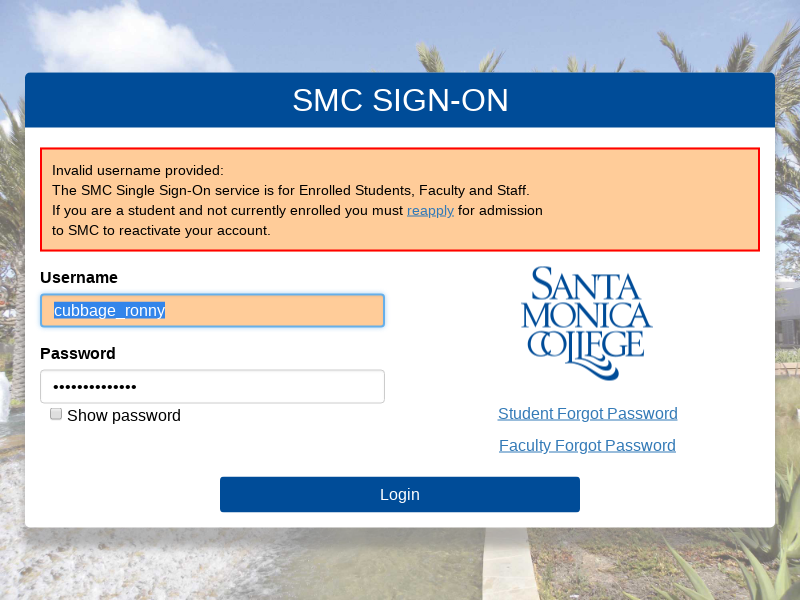 SMC SIGN-ON
Invalid username provided:
The SMC Single Sign-On service is for Enrolled Students, Faculty and Staff.
If you are a student and not currently enrolled you must reapply for admission
to SMC to reactivate your account.
Username
cubbage_ronny
Password
••••••••••••••
Show password
SANTA
MONICA
COLLEGE
Student Forgot Password
Faculty Forgot Password
Login